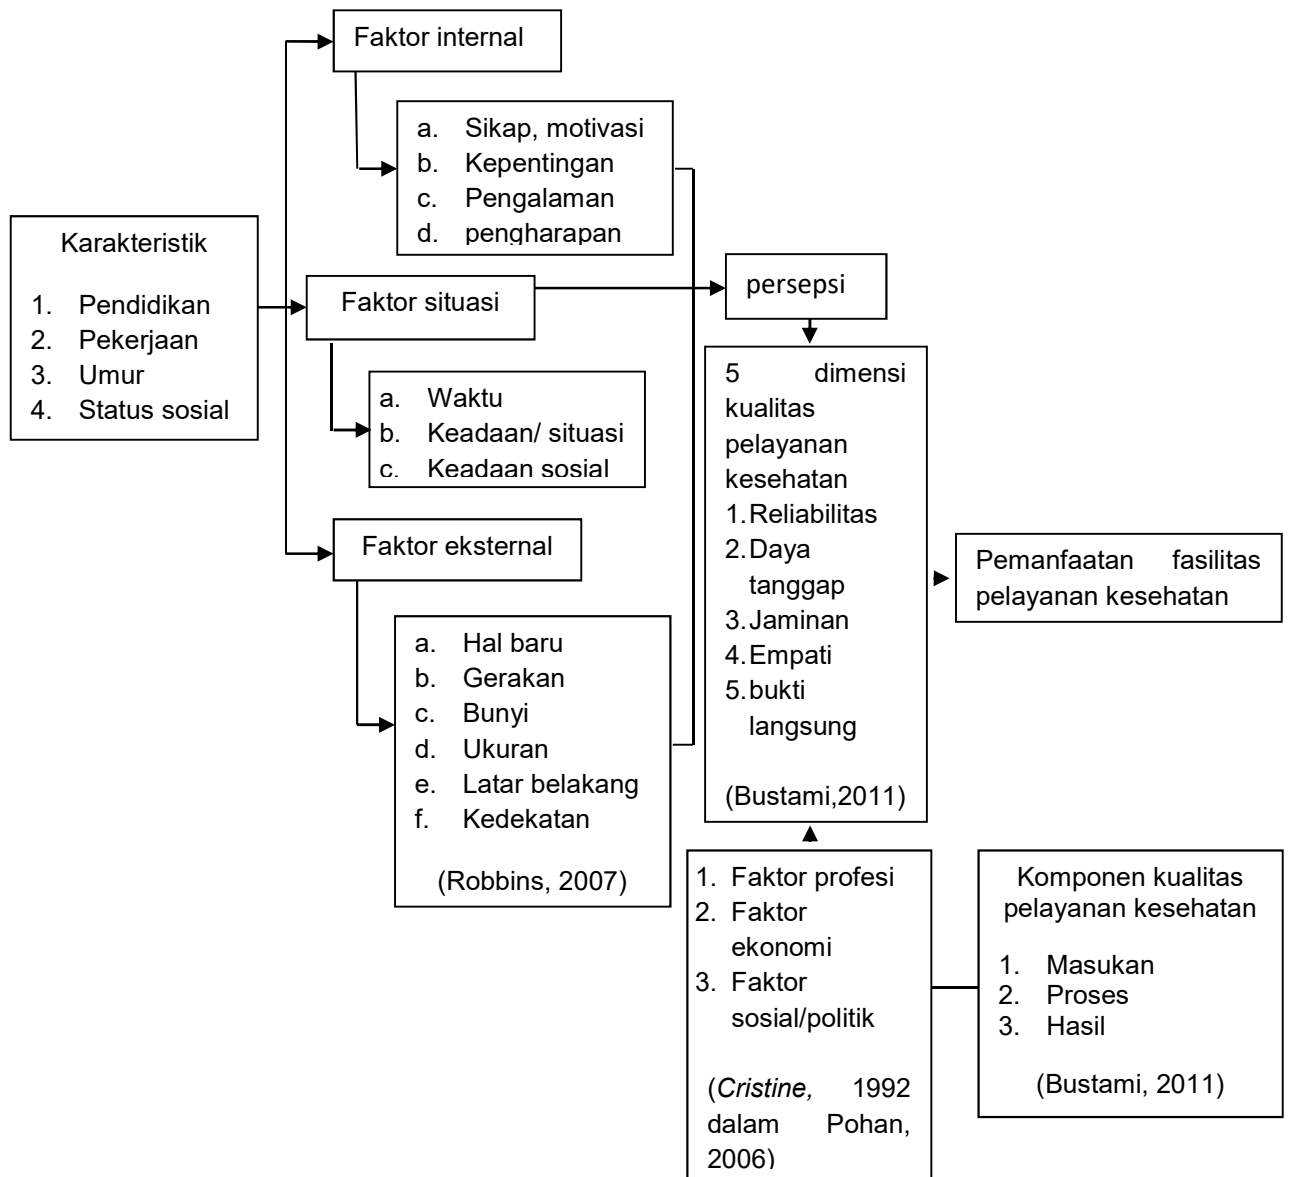 Faktor internal
a. Sikap, motivasi
b. Kepentingan
c. Pengalaman
d. pengharapan
Karakteristik
1. Pendidikan
2. Pekerjaan
3. Umur
4. Status sosial
Faktor situasi
a. Waktu
b. Keadaan/ situasi
c. Keadaan sosial
Faktor eksternal
a. Hal baru
b. Gerakan
c. Bunyi
d. Ukuran
e. Latar belakang
f. Kedekatan
(Robbins, 2007)
persepsi
5 dimensi
kualitas
pelayanan
kesehatan
1.Reliabilitas
2.Daya
tanggap
3.Jaminan
4.Empati
5.bukti
langsung
(Bustami,2011)
Pemanfaatan fasilitas
pelayanan kesehatan
1. Faktor profesi
2. Faktor
ekonomi
3. Faktor
sosial/politik
(Cristine, 1992
dalam Pohan,
2006)
Komponen kualitas
pelayanan kesehatan
1. Masukan
2. Proses
3. Hasil
(Bustami, 2011)